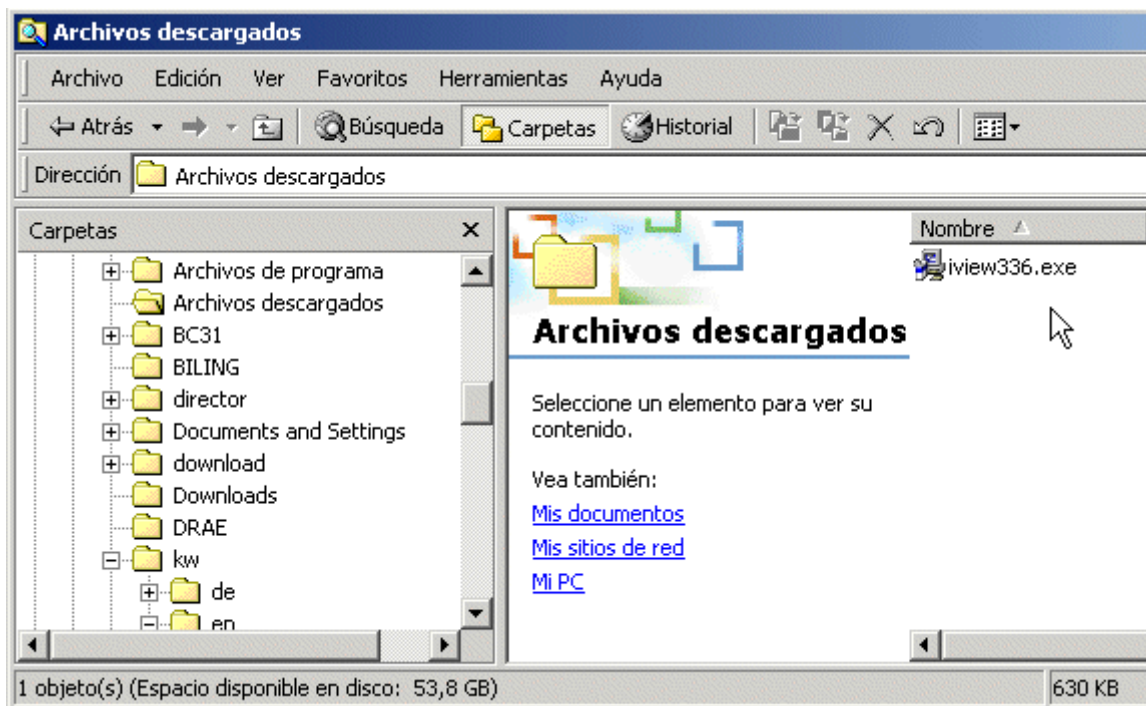 Archivos descargados
Archivo Edición Ver Favoritos Herramientas Ayuda
Atrás Búsqueda Carpetas Historial
Dirección Archivos descargados
Carpetas
Archivos de programa
Archivos descargados
BC31
BILING
director
Documents and Settings
download
Downloads
DRAE
kw
de
en
Archivos descargados
Seleccione un elemento para ver su
contenido.
Vea también:
Mis documentos
Mis sitios de red
Mi PC
Nombre
iview336.exe
1 objeto(s) (Espacio disponible en disco: 53,8 GB) 630 KB